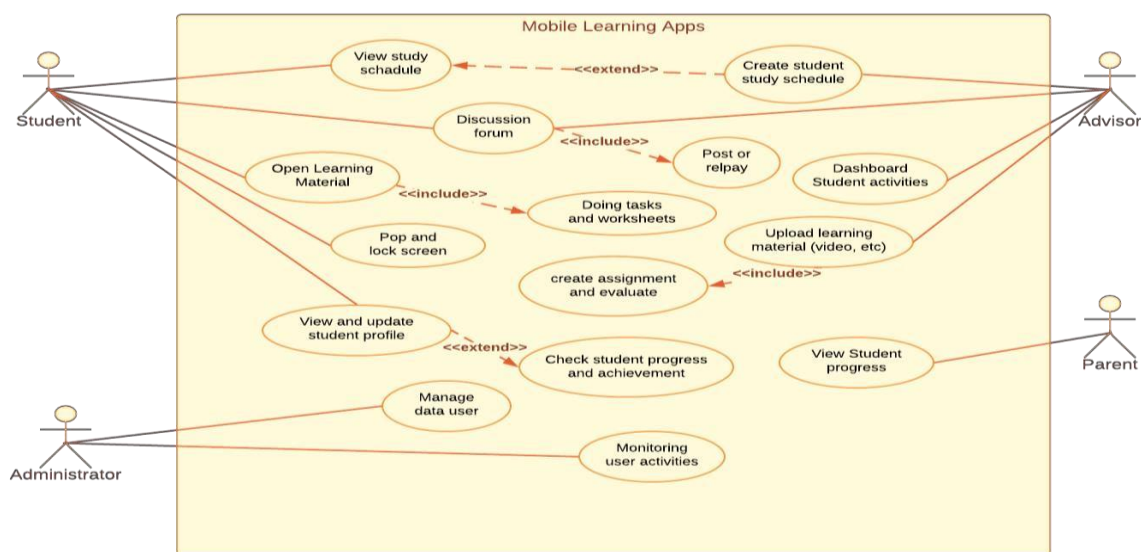 Mobile Learning Apps
View study
schadule
<<extend>>
Create student
study schedule
Student
Advisor
Discussion
forum
<<include>>
Post or
relpay
Open Learning
Material
<<include>>
Dashboard
Student activities
Doing tasks
and worksheets
Pop and
lock screen
Upload learning
material (video, etc)
<<include>>
create assignment
and evaluate
View and update
student profile
<<extend>>
Check student progress
and achievement
View Student
progress
Parent
Manage
data user
Administrator
Monitoring
user activities